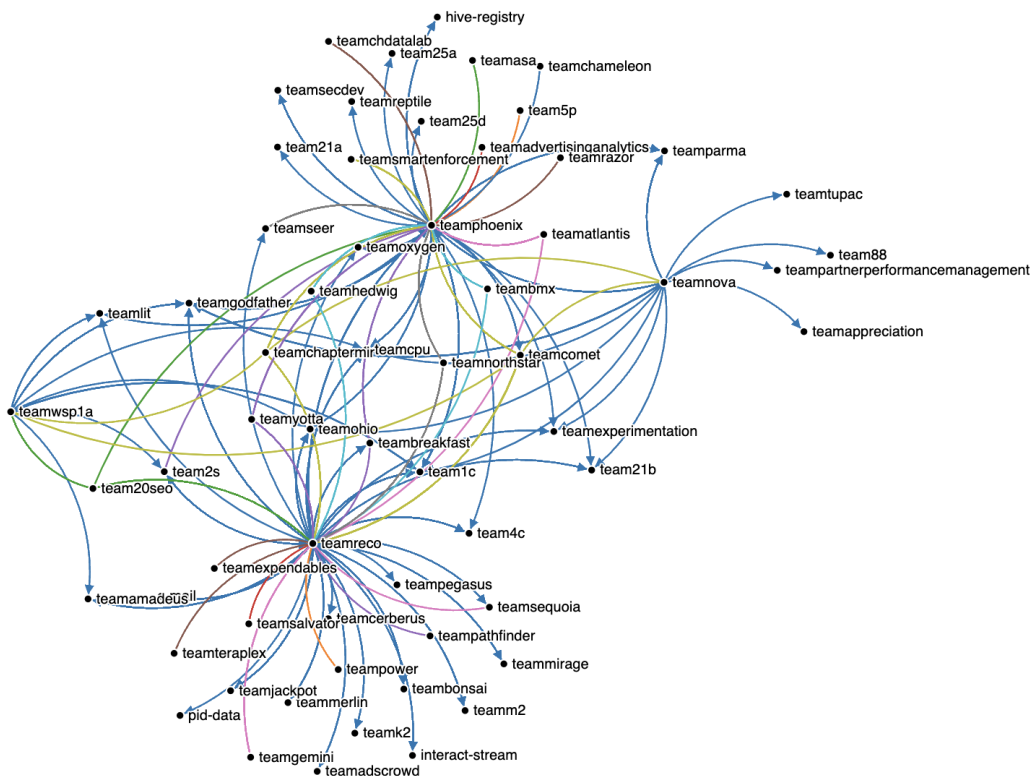 hive-registry
teamchdatalab
team25a
teamasa
teamchameleon
teamsecdev
teamreptile
team5p
team25d
team21a
teamadvertisinganalytics
teamsmartenforcement
teamrazor
teamparma
teamtupac
teamphoenix
teamseer
teamatlantis
teamoxygen
team88
teampartnerperformancemanagement
teamnova
teamhedwig
teambmx
teamgodfather
teamlit
teamappreciation
teamcpu
teamcomet
teamnorthstar
teamwsp1a
teamyotta
teamohio
teamexperimentation
teambreakfast
team2s
team1c
team21b
team20seo
team4c
teamreco
teamexpendables
teampegasus
teamamadeus
teamsequoia
teamcerberus
teamsalvator
teampathfinder
teamteraplex
teammirage
teampower
teamjackpot
teambonsai
teammerlin
teamm2
pid-data
teamk2
interact-stream
teamgemini
teamadscrowd